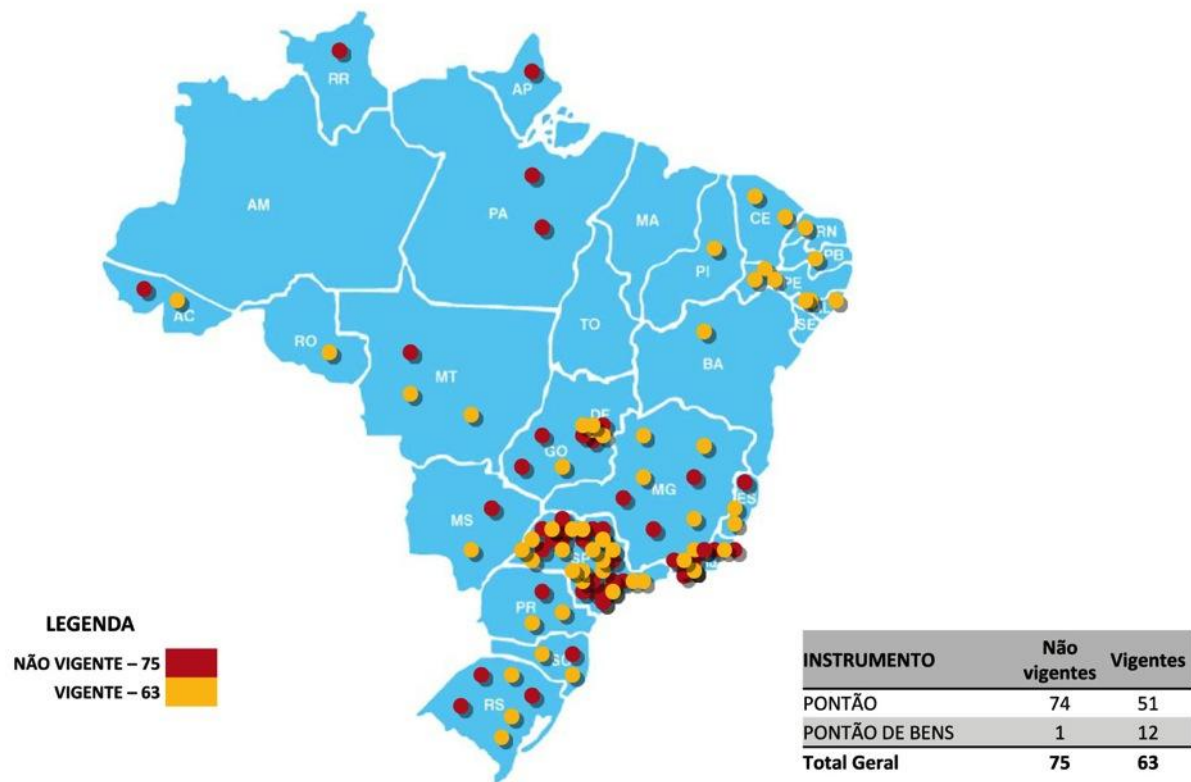 RR
AP
AM
PA
MA
CE
RN
PB
PI
PE
AC
SE
TO
RO
BA
MT
DF
GO
MG
ES
MS
SP
PR
SC
RS
LEGENDA
NÃO VIGENTE – 75
VIGENTE – 63
INSTRUMENTO Não vigentes Vigentes
PONTÃO 74 51
PONTÃO DE BENS 1 12
Total Geral 75 63